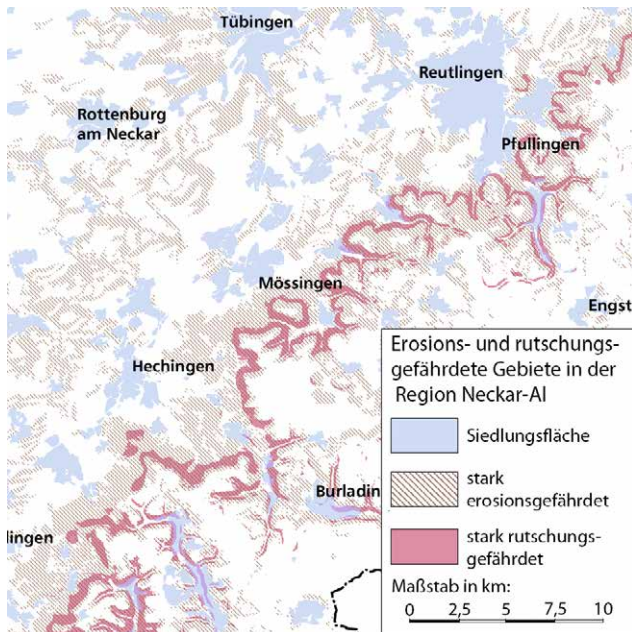 Tübingen
Reutlingen
Rottenburg
am Neckar
Pfullingen
Mössingen
Engst
Hechingen
Burladin
lingen
Erosions- und rutschungs-
gefährdete Gebiete in der
Region Neckar-Al
Siedlungsfläche
stark
erosionsgefährdet
stark rutschungs-
gefährdet
Maßstab in km:
0 2,5 5 7,5 10